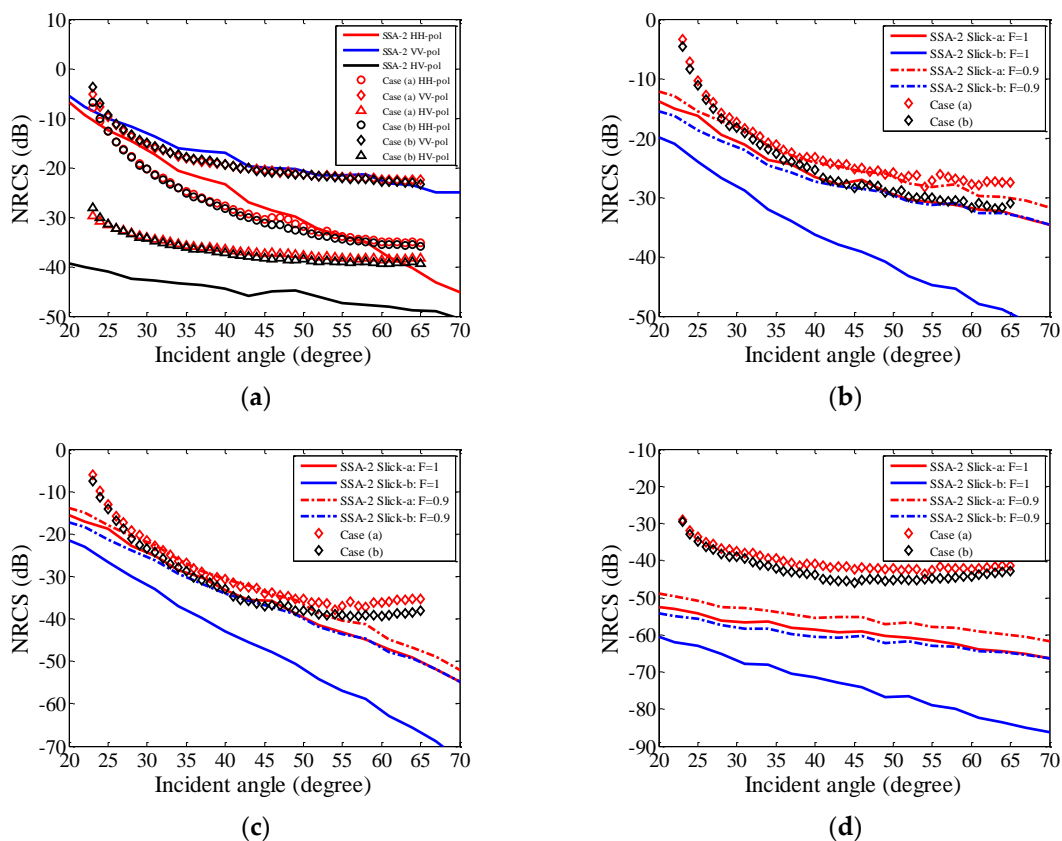 10
0
-10
-20
-30
-40
-50
NRCS (dB)
20 25 30 35 40 45 50 55 60 65 70
Incident angle (degree)
SSA-2 HH-pol
SSA-2 VV-pol
SSA-2 HV-pol
Case (a) HH-pol
Case (a) VV-pol
Case (a) HV-pol
Case (b) HH-pol
Case (b) VV-pol
Case (b) HV-pol
(a)
0
-10
-20
-30
-40
-50
NRCS (dB)
20 25 30 35 40 45 50 55 60 65 70
Incident angle (degree)
SSA-2 Slick-a: F=1
SSA-2 Slick-b: F=1
SSA-2 Slick-a: F=0.9
SSA-2 Slick-b: F=0.9
Case (a)
Case (b)
(b)
0
-10
-20
-30
-40
-50
-60
-70
NRCS (dB)
20 25 30 35 40 45 50 55 60 65 70
Incident angle (degree)
SSA-2 Slick-a: F=1
SSA-2 Slick-b: F=1
SSA-2 Slick-a: F=0.9
SSA-2 Slick-b: F=0.9
Case (a)
Case (b)
(c)
-10
-20
-30
-40
-50
-60
-70
-80
-90
NRCS (dB)
20 25 30 35 40 45 50 55 60 65 70
Incident angle (degree)
SSA-2 Slick-a: F=1
SSA-2 Slick-b: F=1
SSA-2 Slick-a: F=0.9
SSA-2 Slick-b: F=0.9
Case (a)
Case (b)
(d)